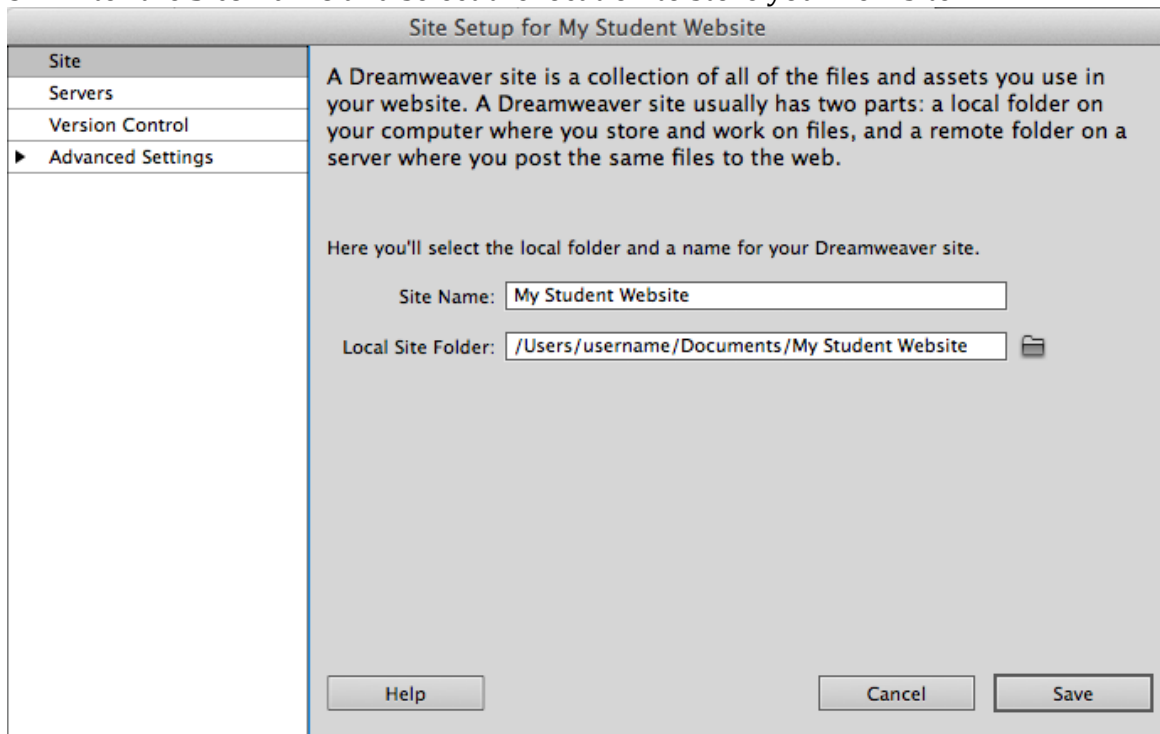 Site Setup for My Student Website
Site
Servers
Version Control
Advanced Settings
A Dreamweaver site is a collection of all of the files and assets you use in
your website. A Dreamweaver site usually has two parts: a local folder on
your computer where you store and work on files, and a remote folder on a
server where you post the same files to the web.
Here you'll select the local folder and a name for your Dreamweaver site.
Site Name: My Student Website
Local Site Folder: /Users/username/Documents/My Student Website
Help Cancel Save